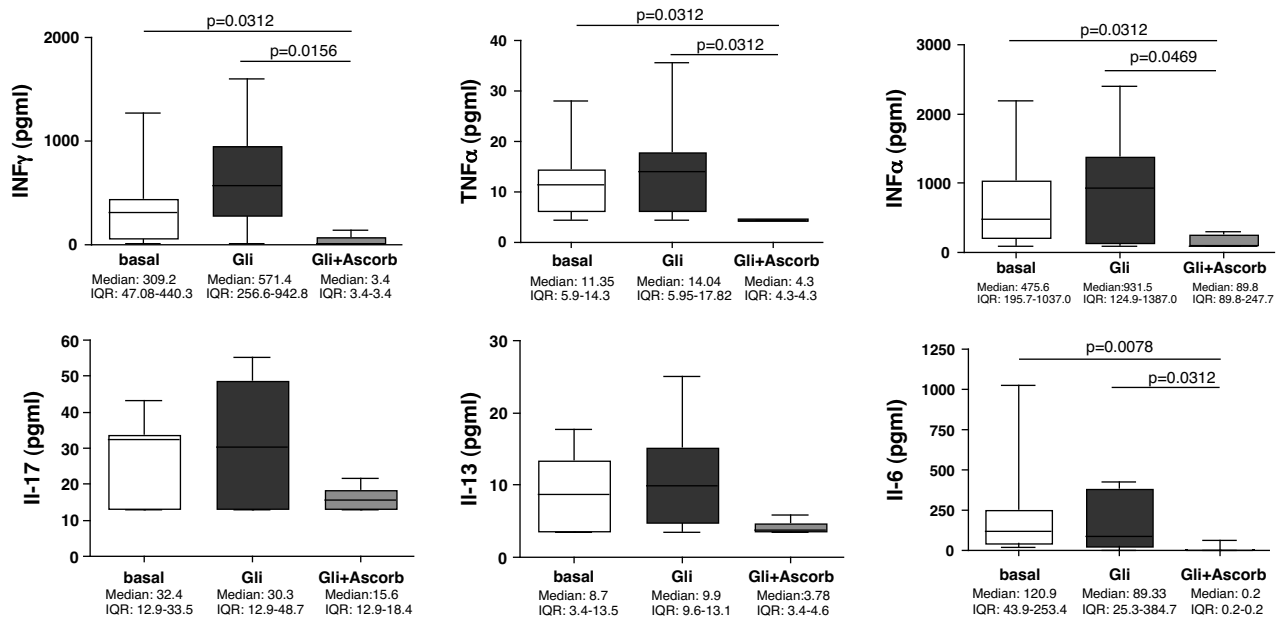 p=0.0312
p=0.0156
2000
1000
0
INFγ (pgml)
basal Gli Gli+Ascorb
Median: 309.2 Median: 571.4 Median: 3.4
IQR: 47.08-440.3 IQR: 256.6-942.8 IQR: 3.4-3.4
p=0.0312
p=0.0312
40
30
20
10
0
TNFα (pgml)
basal Gli Gli+Ascorb
Median: 11.35 Median: 14.04 Median: 4.3
IQR: 5.9-14.3 IQR: 5.95-17.82 IQR: 4.3-4.3
p=0.0312
p=0.0469
3000
2000
1000
0
INFα (pgml)
basal Gli Gli+Ascorb
Median: 475.6 Median:931.5 Median: 89.8
IQR: 195.7-1037.0 IQR: 124.9-1387.0 IQR: 89.8-247.7
60
50
40
30
20
10
0
Il-17 (pgml)
basal Gli Gli+Ascorb
Median: 32.4 Median: 30.3 Median:15.6
IQR: 12.9-33.5 IQR: 12.9-48.7 IQR: 12.9-18.4
30
20
10
0
Il-13 (pgml)
basal Gli Gli+Ascorb
Median: 8.7 Median: 9.9 Median:3.78
IQR: 3.4-13.5 IQR: 9.6-13.1 IQR: 3.4-4.6
p=0.0078
p=0.0312
1250
1000
750
500
250
0
Il-6 (pgml)
basal Gli Gli+Ascorb
Median: 120.9 Median: 89.33 Median: 0.2
IQR: 43.9-253.4 IQR: 25.3-384.7 IQR: 0.2-0.2